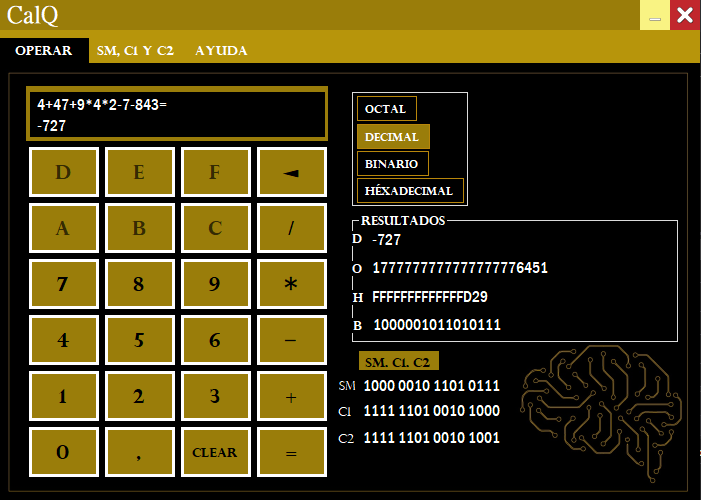 CalQ
OPERAR SM, C1 Y C2 AYUDA
4+47+9*4*2-7-843=
-727
D E F ◄
A B C /
7 8 9 *
4 5 6 −
1 2 3 +
0 , CLEAR =
OCTAL
DECIMAL
BINARIO
HÉXADECIMAL
RESULTADOS
D -727
O 1777777777777777776451
H FFFFFFFFFFFFFD29
B 1000001011010111
SM. C1. C2
SM 1000 0010 1101 0111
C1 1111 1101 0010 1000
C2 1111 1101 0010 1001